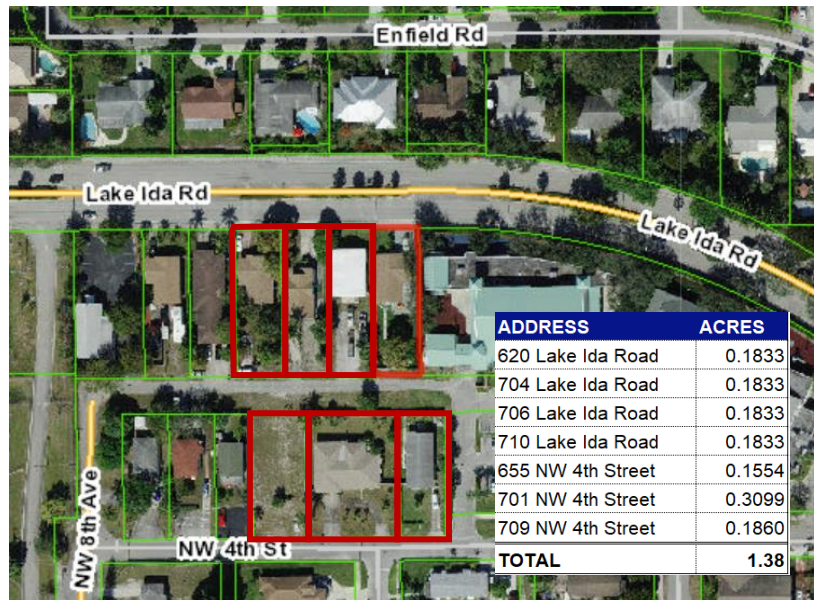 Enfield Rd
Lake Ida Rd
Lake Ida Rd
ADDRESS ACRES
620 Lake Ida Road 0.1833
704 Lake Ida Road 0.1833
706 Lake Ida Road 0.1833
710 Lake Ida Road 0.1833
655 NW 4th Street 0.1554
701 NW 4th Street 0.3099
709 NW 4th Street 0.1860
TOTAL 1.38
NW 8th Ave
NW 4th St